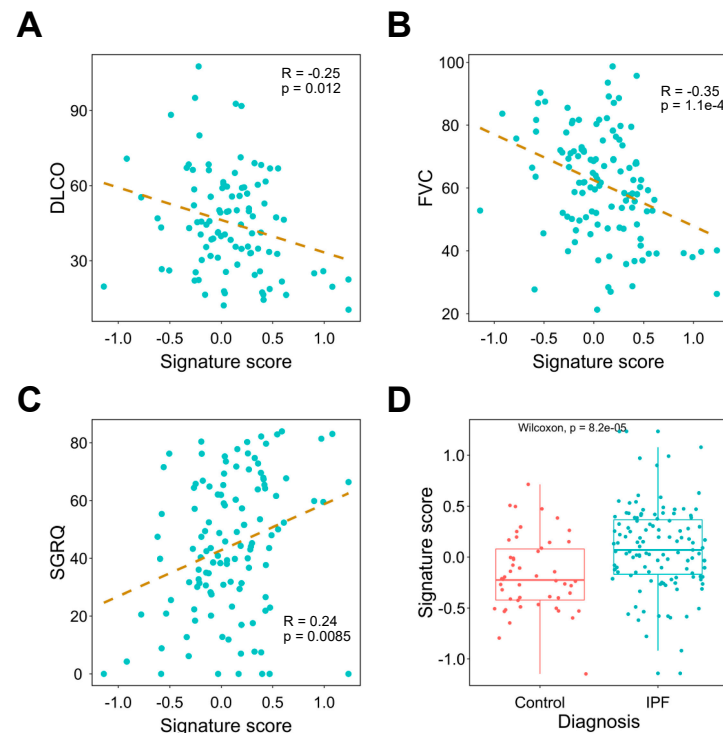 A
R = -0.25
p = 0.012
90
60
30
DLCO
-1.0
-0.5
0.0
0.5
1.0
Signature score
B
R = -0.35
p = 1.1e-4
100
80
60
40
20
FVC
-1.0
-0.5
0.0
0.5
1.0
Signature score
C
80
60
40
20
0
SGRQ
R = 0.24
p = 0.0085
-1.0
-0.5
0.0
0.5
1.0
Signature score
D
Wilcoxon, p = 8.2e-05
1.0
0.5
0.0
-0.5
-1.0
Signature score
Control
IPF
Diagnosis